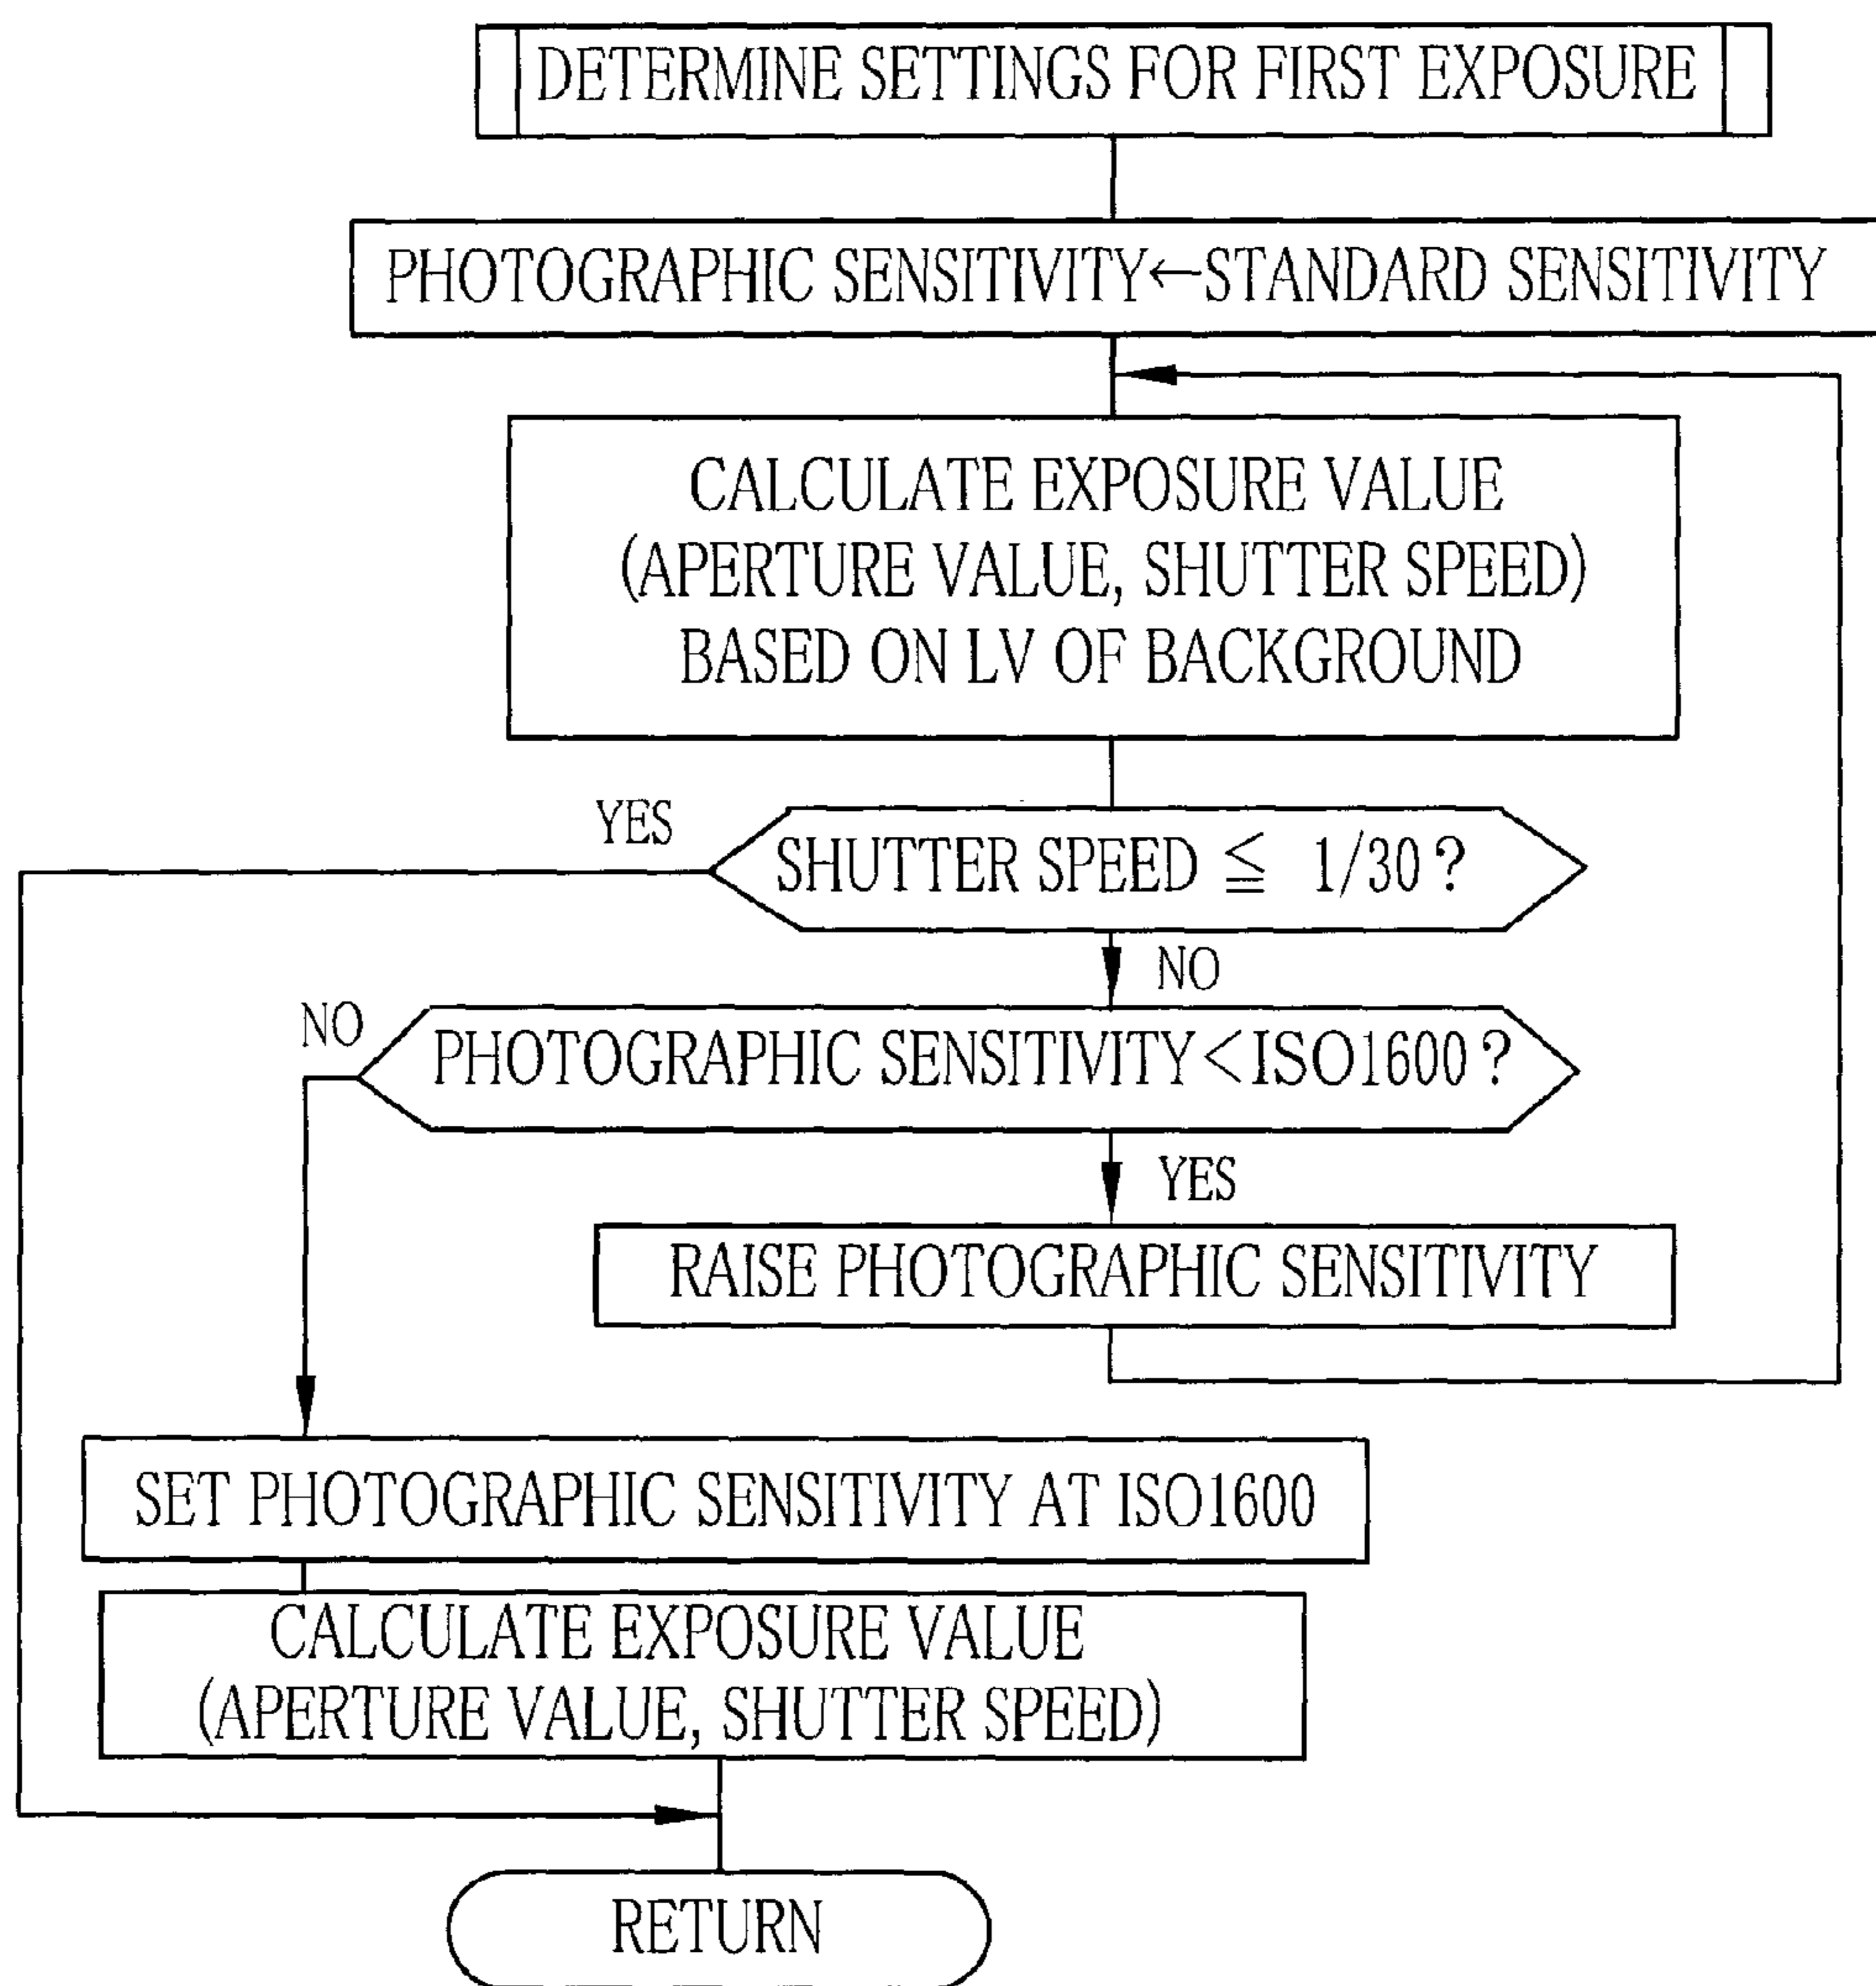 DETERMINE SETTINGS FOR FIRST EXPOSURE
PHOTOGRAPHIC SENSITIVITY←STANDARD SENSITIVITY
CALCULATE EXPOSURE VALUE
(APERTURE VALUE, SHUTTER SPEED)
BASED ON LV OF BACKGROUND
YES
SHUTTER SPEED ≦ 1/30 ?
NO
NO
PHOTOGRAPHIC SENSITIVITY<ISO1600 ?
YES
RAISE PHOTOGRAPHIC SENSITIVITY
SET PHOTOGRAPHIC SENSITIVITY AT ISO1600
CALCULATE EXPOSURE VALUE
(APERTURE VALUE, SHUTTER SPEED)
RETURN